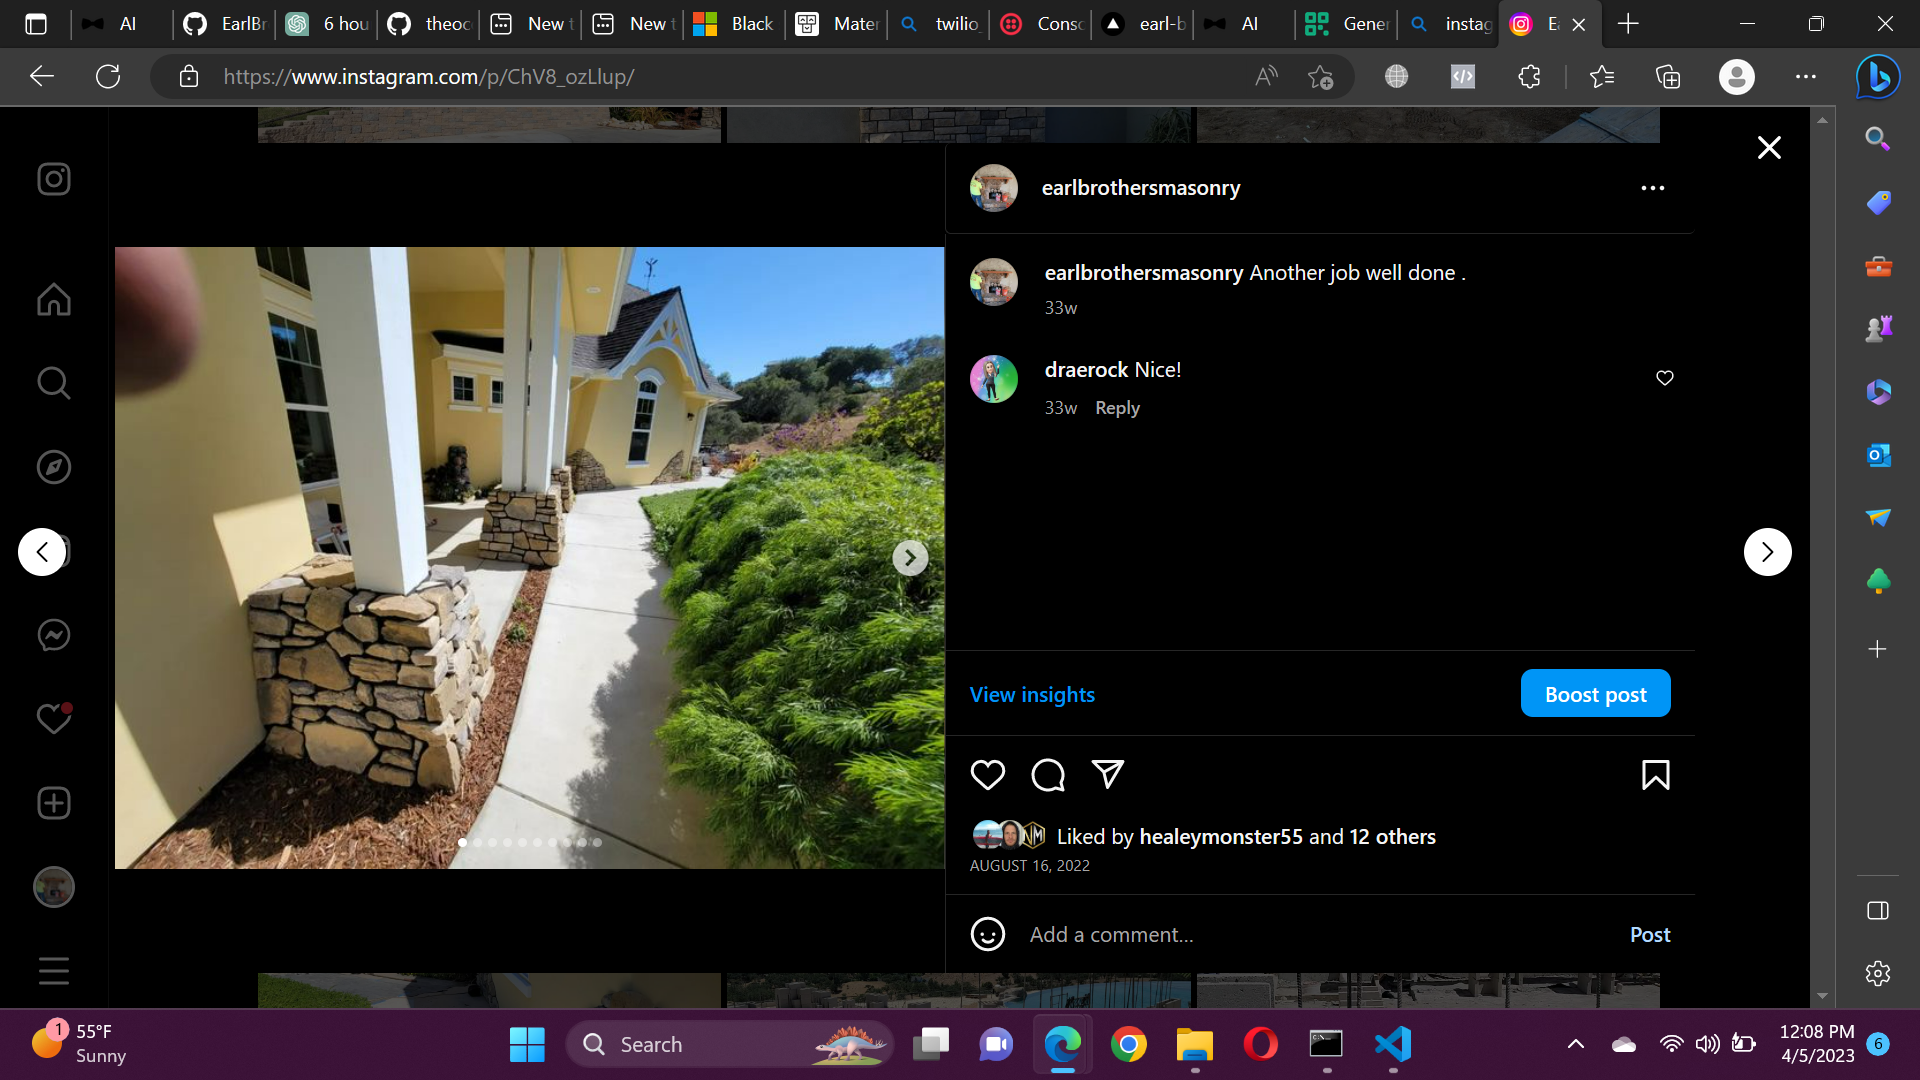 AI
EarlBr
6 hou
theoc
New t
New t
Black
Mater
twilio
Consc
earl-b
AI
Gener
instag
Ea
https://www.instagram.com/p/ChV8_ozLlup/
earlbrothersmasonry
earlbrothersmasonry Another job well done .
33w
draerock Nice!
33w Reply
View insights
Boost post
Liked by healeymonster55 and 12 others
AUGUST 16, 2022
Add a comment...
Post
1
55°F
Sunny
Search
12:08 PM
4/5/2023
6